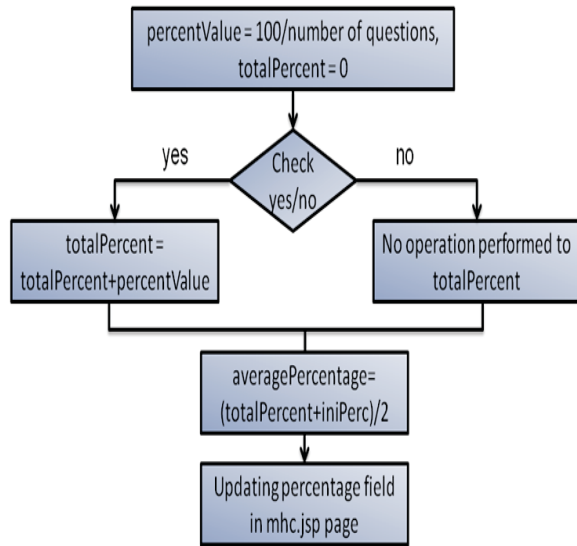 percentValue = 100/number of questions,
totalPercent = 0
yes
Check
yes/no
no
totalPercent =
totalPercent+percentValue
No operation performed to
totalPercent
averagePercentage=
(totalPercent+iniPerc)/2
Updating percentage field
in mhc.jsp page